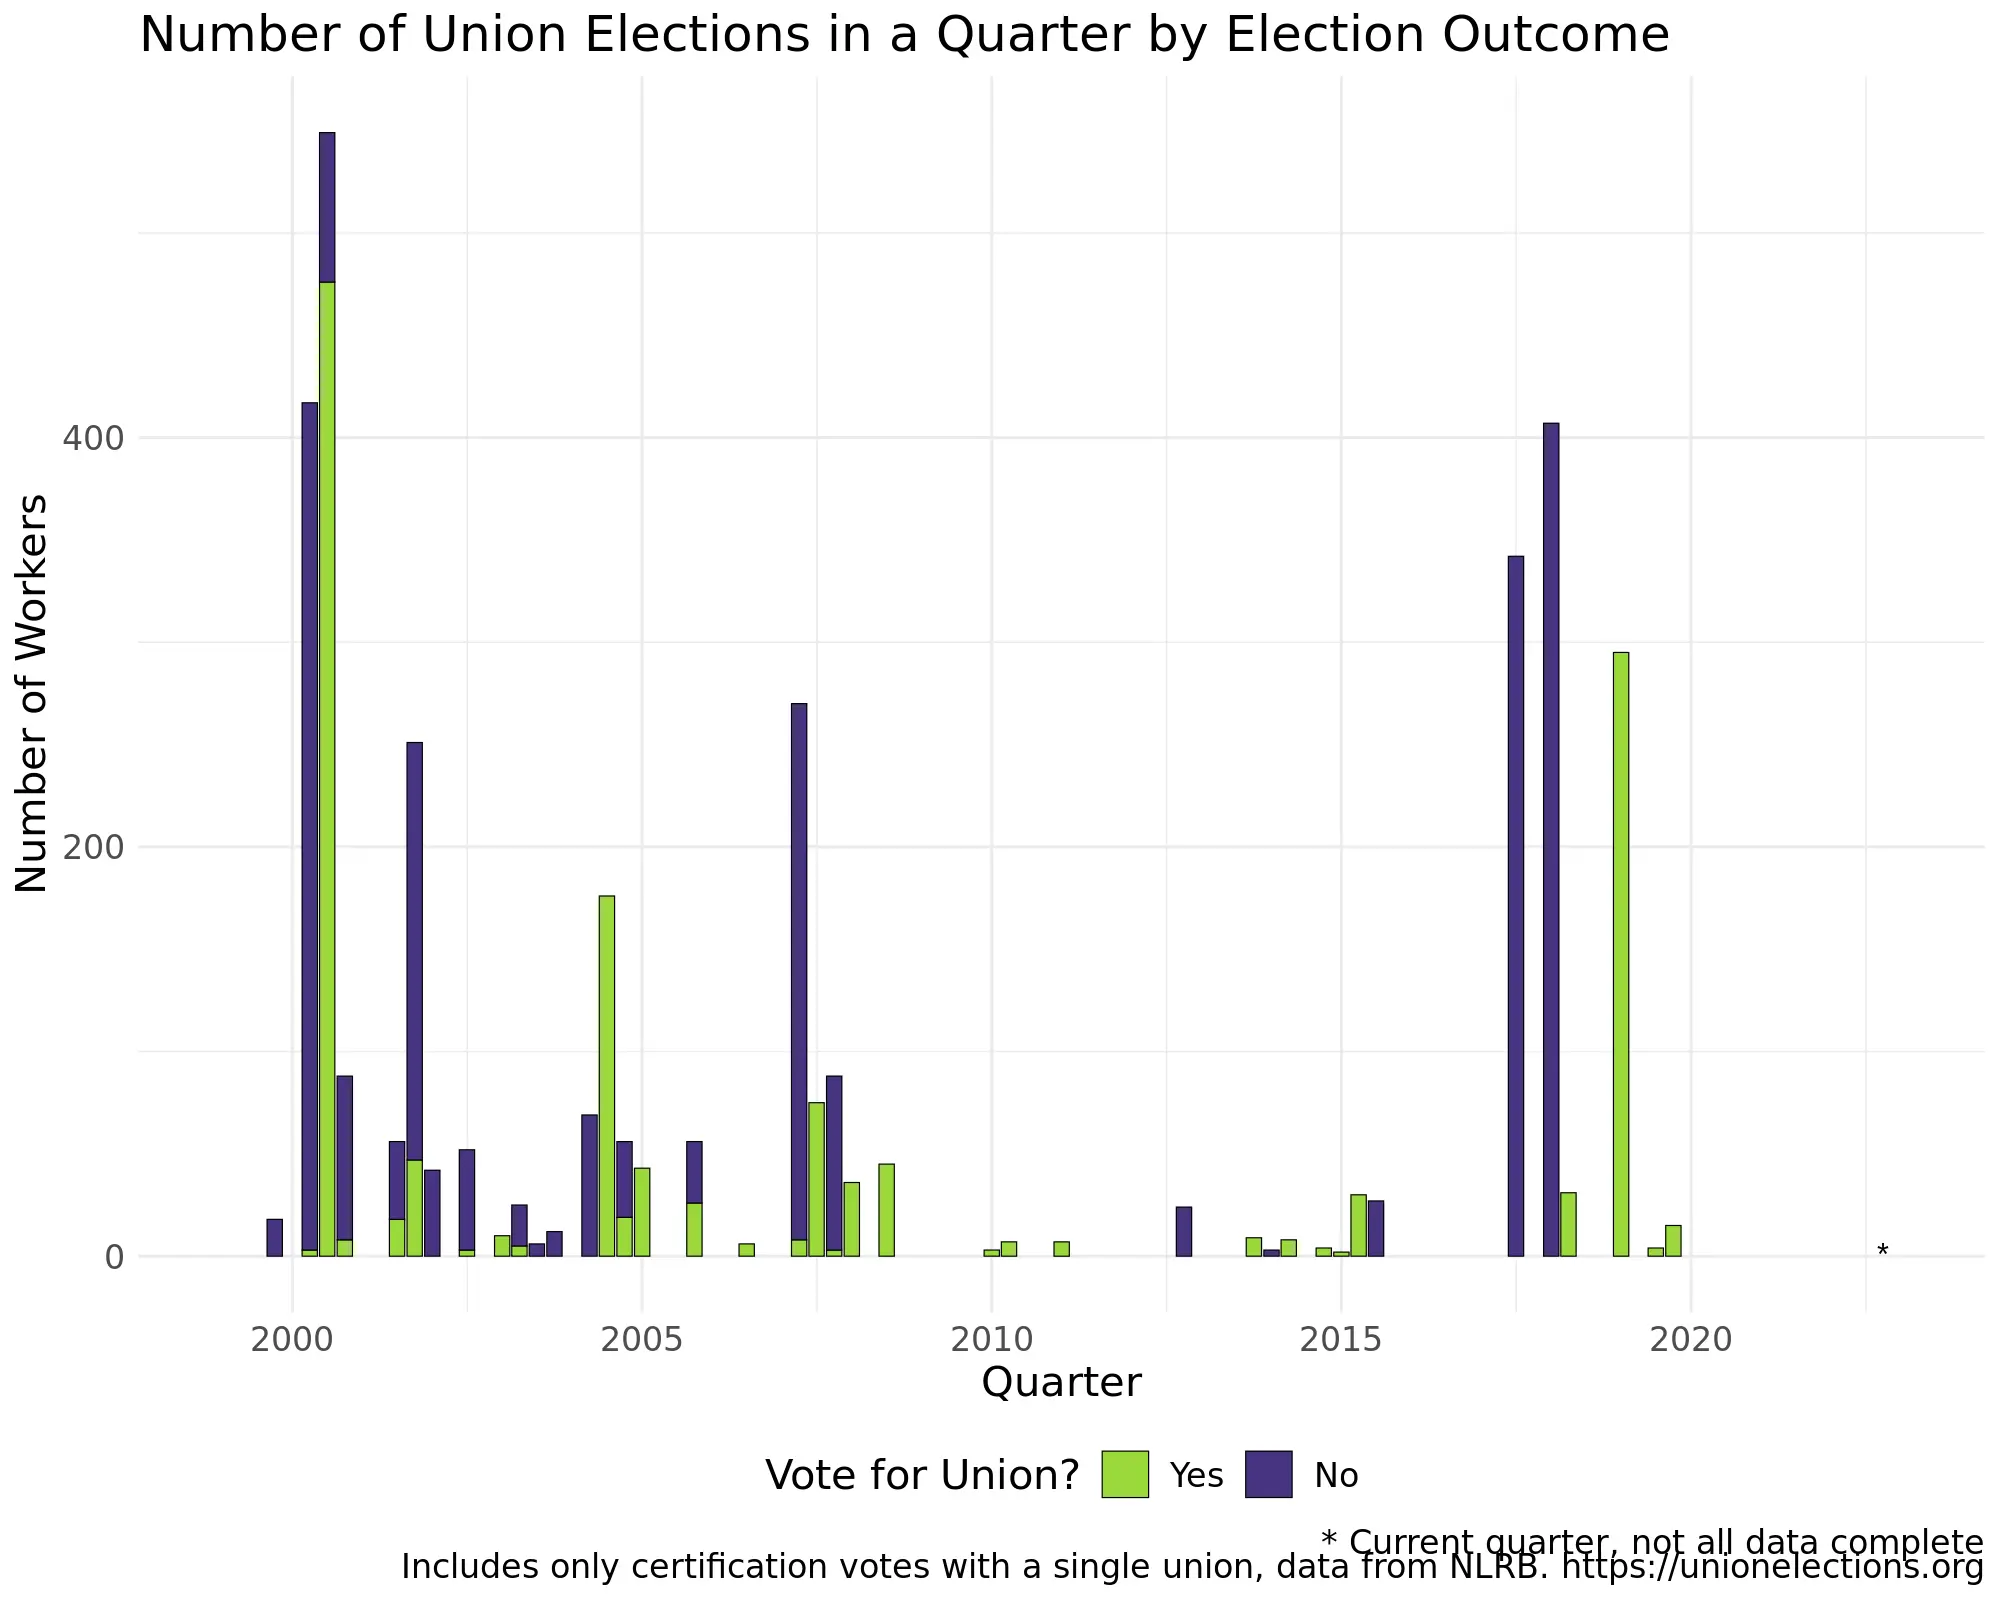 Number of Union Elections in a Quarter by Election Outcome
Number of Workers
400
200
0
*
2000 2005 2010 2015 2020
Quarter
Vote for Union? Yes No
* Current quarter, not all data complete
Includes only certification votes with a single union, data from NLRB. https://unionelections.org